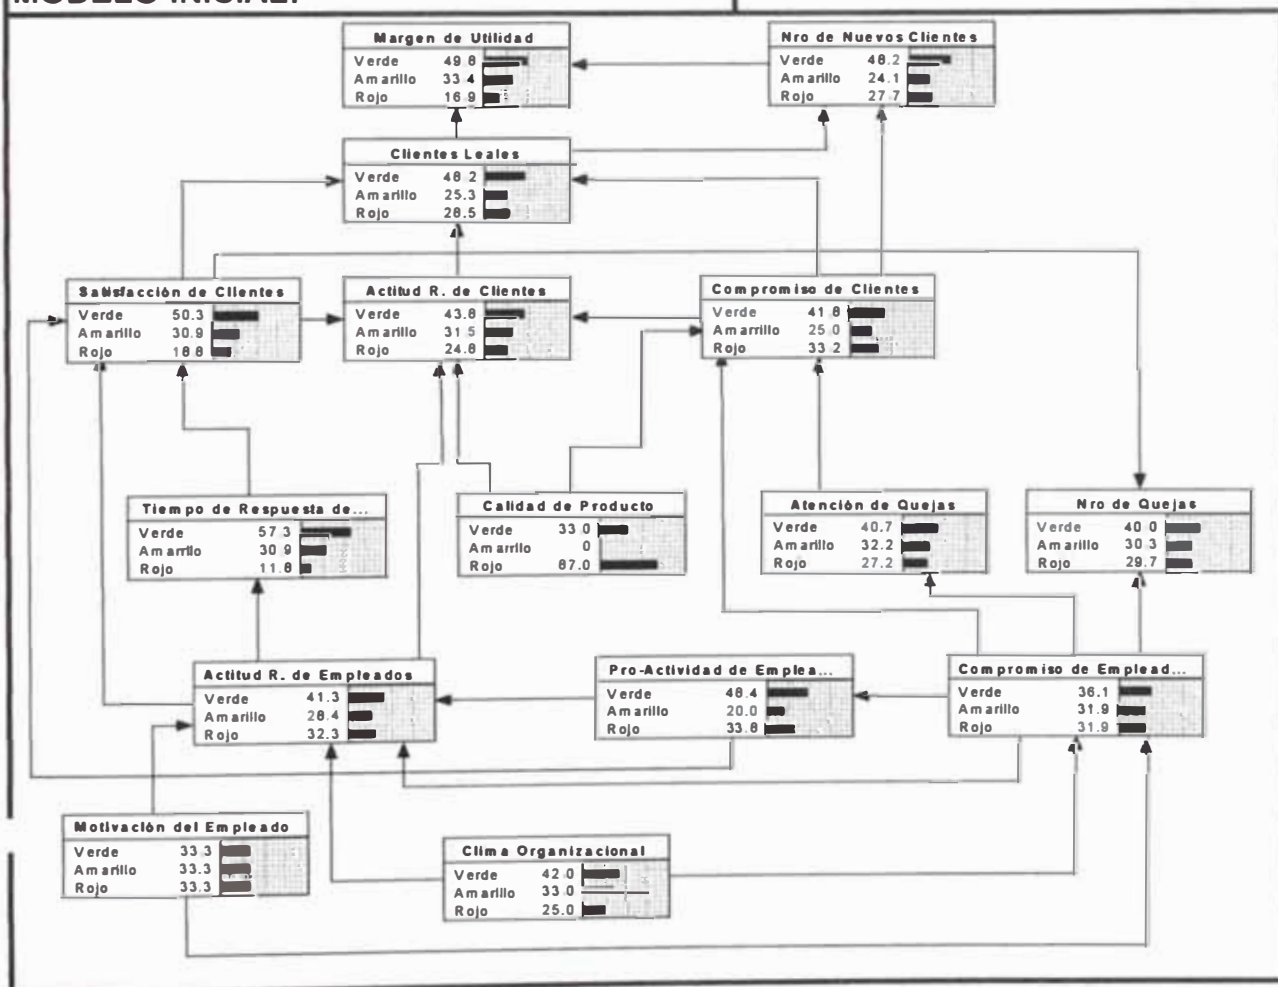 MODELO INICIAL:
Margen de Utilidad
Verde 49.8
Amarillo 33.4
Rojo 16.9
Nro de Nuevos Clientes
Verde 48.2
Amarillo 24.1
Rojo 27.7
Clientes Leales
Verde 48.2
Amarillo 25.3
Rojo 28.5
Satisfacción de Clientes
Verde 50.3
Amarillo 30.9
Rojo 18.8
Actitud R. de Clientes
Verde 43.8
Amarillo 31.5
Rojo 24.8
Compromiso de Clientes
Verde 41.8
Amarillo 25.0
Rojo 33.2
Tiempo de Respuesta de...
Verde 57.3
Amarillo 30.9
Rojo 11.8
Calidad de Producto
Verde 33.0
Amarillo 0
Rojo 67.0
Atención de Quejas
Verde 40.7
Amarillo 32.2
Rojo 27.2
Nro de Quejas
Verde 40.0
Amarillo 30.3
Rojo 29.7
Actitud R. de Empleados
Verde 41.3
Amarillo 26.4
Rojo 32.3
Pro-Actividad de Emplea...
Verde 46.4
Amarillo 20.0
Rojo 33.6
Compromiso de Emplead...
Verde 36.1
Amarillo 31.9
Rojo 31.9
Motivación del Empleado
Verde 33.3
Amarillo 33.3
Rojo 33.3
Clima Organizacional
Verde 42.0
Amarillo 33.0
Rojo 25.0